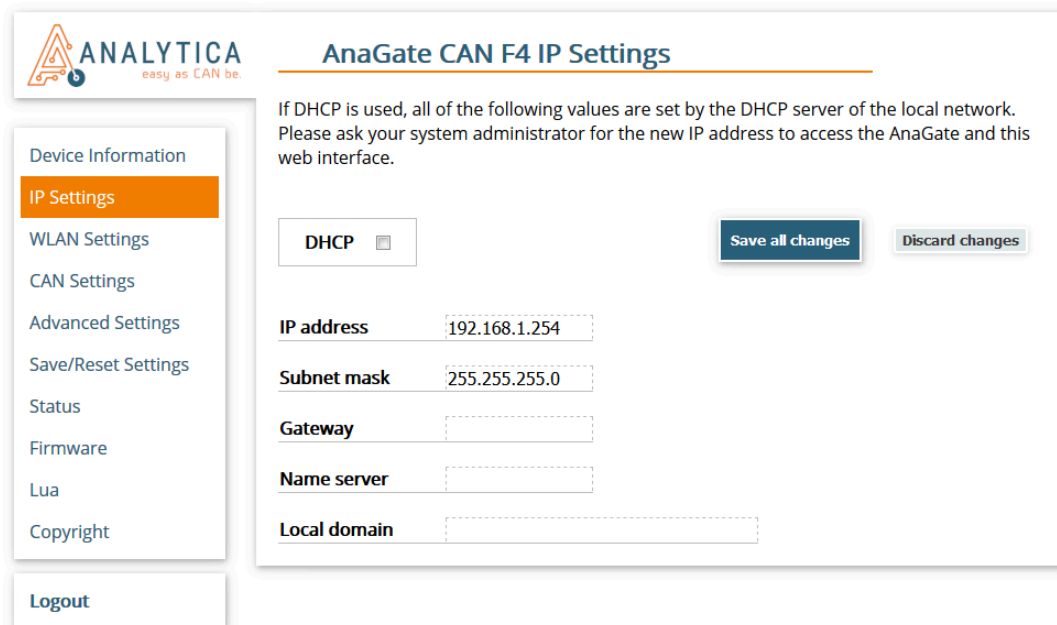 ANALYTICA
easy as CAN be.
AnaGate CAN F4 IP Settings
If DHCP is used, all of the following values are set by the DHCP server of the local network.
Please ask your system administrator for the new IP address to access the AnaGate and this
web interface.
Device Information
IP Settings
WLAN Settings
CAN Settings
Advanced Settings
Save/Reset Settings
Status
Firmware
Lua
Copyright
Logout
DHCP
Save all changes
Discard changes
IP address 192.168.1.254
Subnet mask 255.255.255.0
Gateway
Name server
Local domain